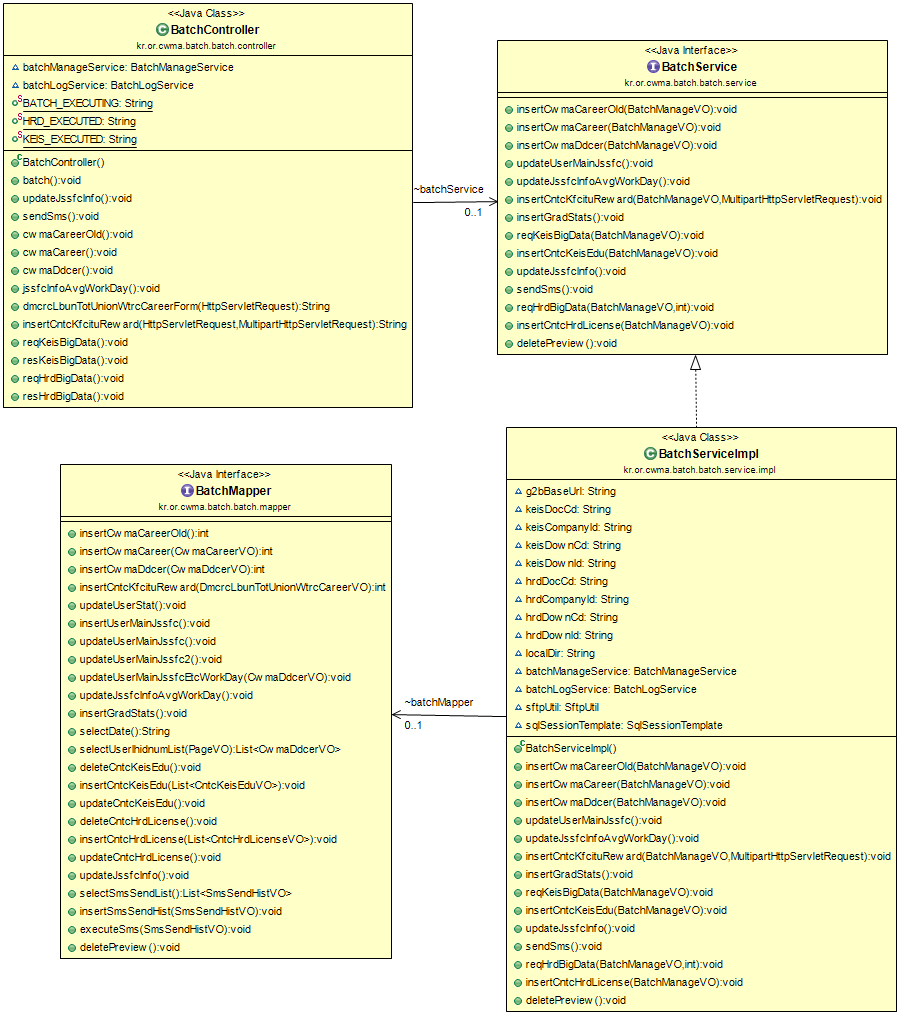 <<Java Class>>
BatchController
kr.or.cwma.batch.batch.controller
batchManageService: BatchManageService
batchLogService: BatchLogService
BATCH_EXECUTING: String
HRD_EXECUTED: String
KEIS_EXECUTED: String
BatchController()
batch():void
updateJssfcInfo():void
sendSms():void
cwmaCareerOld():void
cwmaCareer():void
cwmaDdcer():void
jssfcInfoAvgWorkDay():void
dmcrcLbunTotUnionWtrcCareerForm(HttpServletRequest):String
insertCntcKfcituReward(HttpServletRequest,MultipartHttpServletRequest):String
reqKeisBigData():void
resKeisBigData():void
reqHrdBigData():void
resHrdBigData():void
~batchService
0..1
<<Java Interface>>
BatchService
kr.or.cwma.batch.batch.service
insertCwmaCareerOld(BatchManageVO):void
insertCwmaCareer(BatchManageVO):void
insertCwmaDdcer(BatchManageVO):void
updateUserMainJssfc():void
updateJssfcInfoAvgWorkDay():void
insertCntcKfcituReward(BatchManageVO,MultipartHttpServletRequest):void
insertGradStats():void
reqKeisBigData(BatchManageVO):void
insertCntcKeisEdu(BatchManageVO):void
updateJssfcInfo():void
sendSms():void
reqHrdBigData(BatchManageVO,int):void
insertCntcHrdLicense(BatchManageVO):void
deletePreview():void
<<Java Interface>>
BatchMapper
kr.or.cwma.batch.batch.mapper
insertCwmaCareerOld():int
insertCwmaCareer(CwmaCareerVO):int
insertCwmaDdcer(CwmaDdcerVO):int
insertCntcKfcituReward(DmcrcLbunTotUnionWtrcCareerVO):int
updateUserStat():void
insertUserMainJssfc():void
updateUserMainJssfc():void
updateUserMainJssfc2():void
updateUserMainJssfcEtcWorkDay(CwmaDdcerVO):void
updateJssfcInfoAvgWorkDay():void
insertGradStats():void
selectDate():String
selectUserIhidnumList(PageVO):List<CwmaDdcerVO>
deleteCntcKeisEdu():void
insertCntcKeisEdu(List<CntcKeisEduVO>):void
updateCntcKeisEdu():void
deleteCntcHrdLicense():void
insertCntcHrdLicense(List<CntcHrdLicenseVO>):void
updateCntcHrdLicense():void
updateJssfcInfo():void
selectSmsSendList():List<SmsSendHistVO>
insertSmsSendHist(SmsSendHistVO):void
executeSms(SmsSendHistVO):void
deletePreview():void
~batchMapper
0..1
<<Java Class>>
BatchServiceImpl
kr.or.cwma.batch.batch.service.impl
g2bBaseUrl: String
keisDocCd: String
keisCompanyId: String
keisDownCd: String
keisDownId: String
hrdDocCd: String
hrdCompanyId: String
hrdDownCd: String
hrdDownId: String
localDir: String
batchManageService: BatchManageService
batchLogService: BatchLogService
sftpUtil: SftpUtil
sqlSessionTemplate: SqlSessionTemplate
BatchServiceImpl()
insertCwmaCareerOld(BatchManageVO):void
insertCwmaCareer(BatchManageVO):void
insertCwmaDdcer(BatchManageVO):void
updateUserMainJssfc():void
updateJssfcInfoAvgWorkDay():void
insertCntcKfcituReward(BatchManageVO,MultipartHttpServletRequest):void
insertGradStats():void
reqKeisBigData(BatchManageVO):void
insertCntcKeisEdu(BatchManageVO):void
updateJssfcInfo():void
sendSms():void
reqHrdBigData(BatchManageVO,int):void
insertCntcHrdLicense(BatchManageVO):void
deletePreview():void